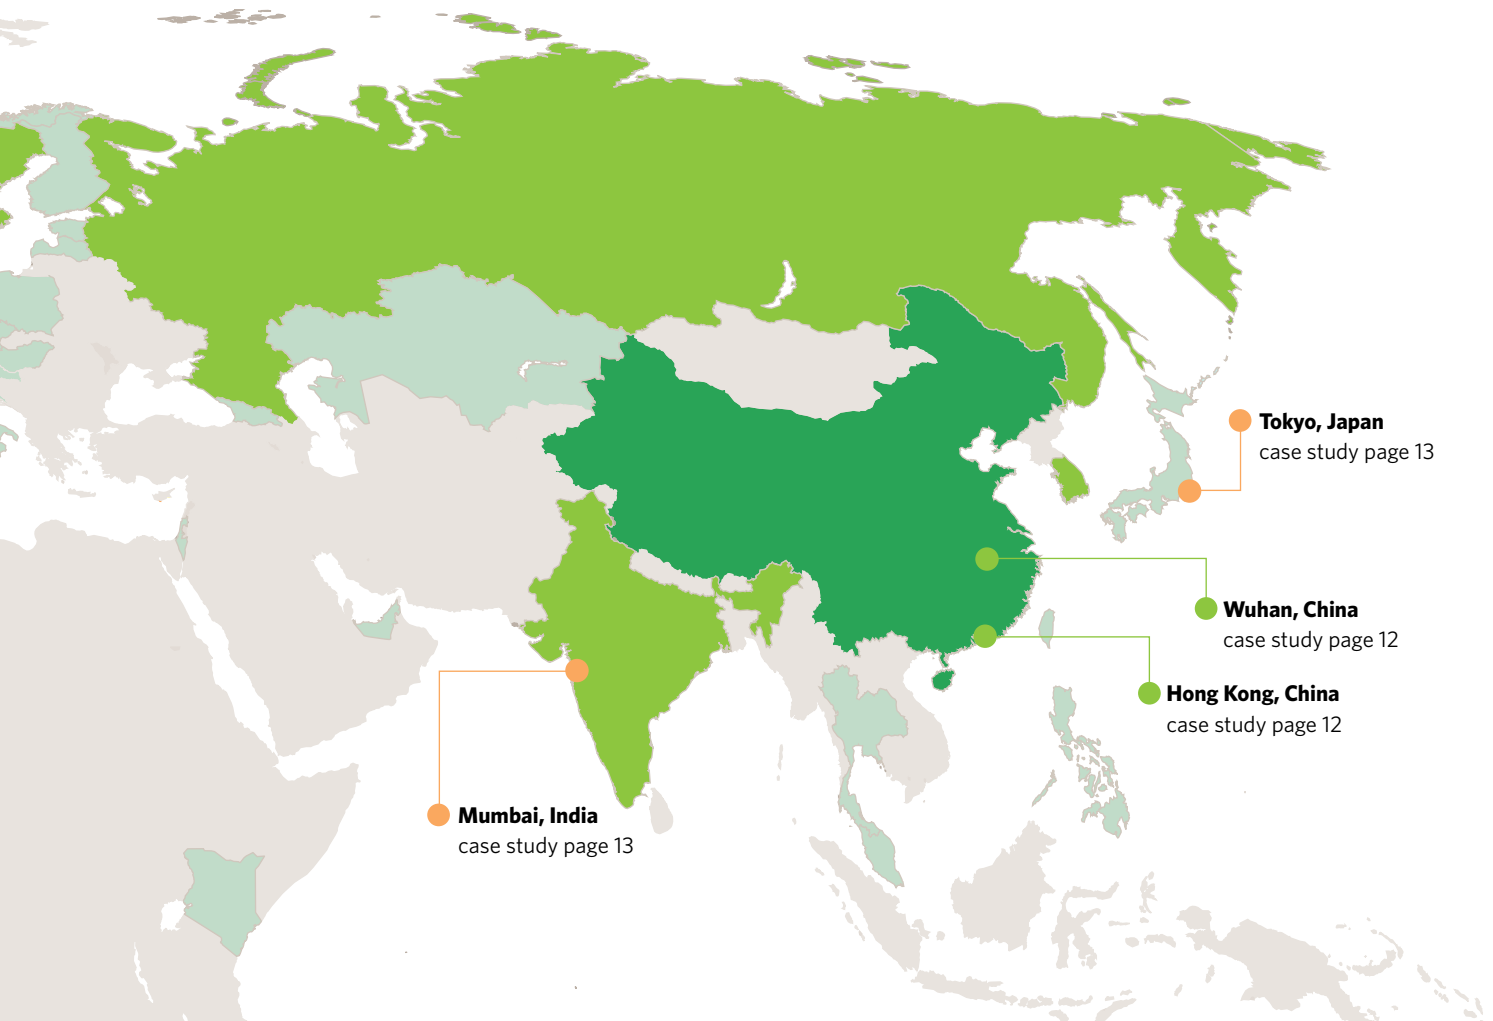 Tokyo, Japan
case study page 13
Wuhan, China
case study page 12
Hong Kong, China
case study page 12
Mumbai, India
case study page 13